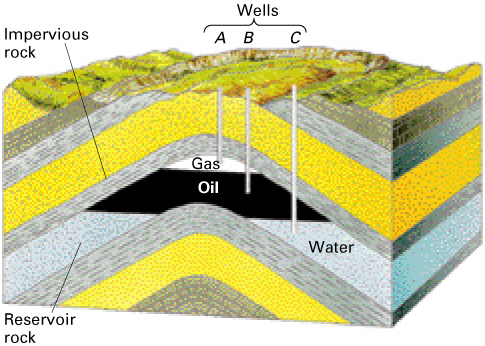 Wells
A B C
Impervious
rock
Gas
Oil
Water
Reservoir
rock